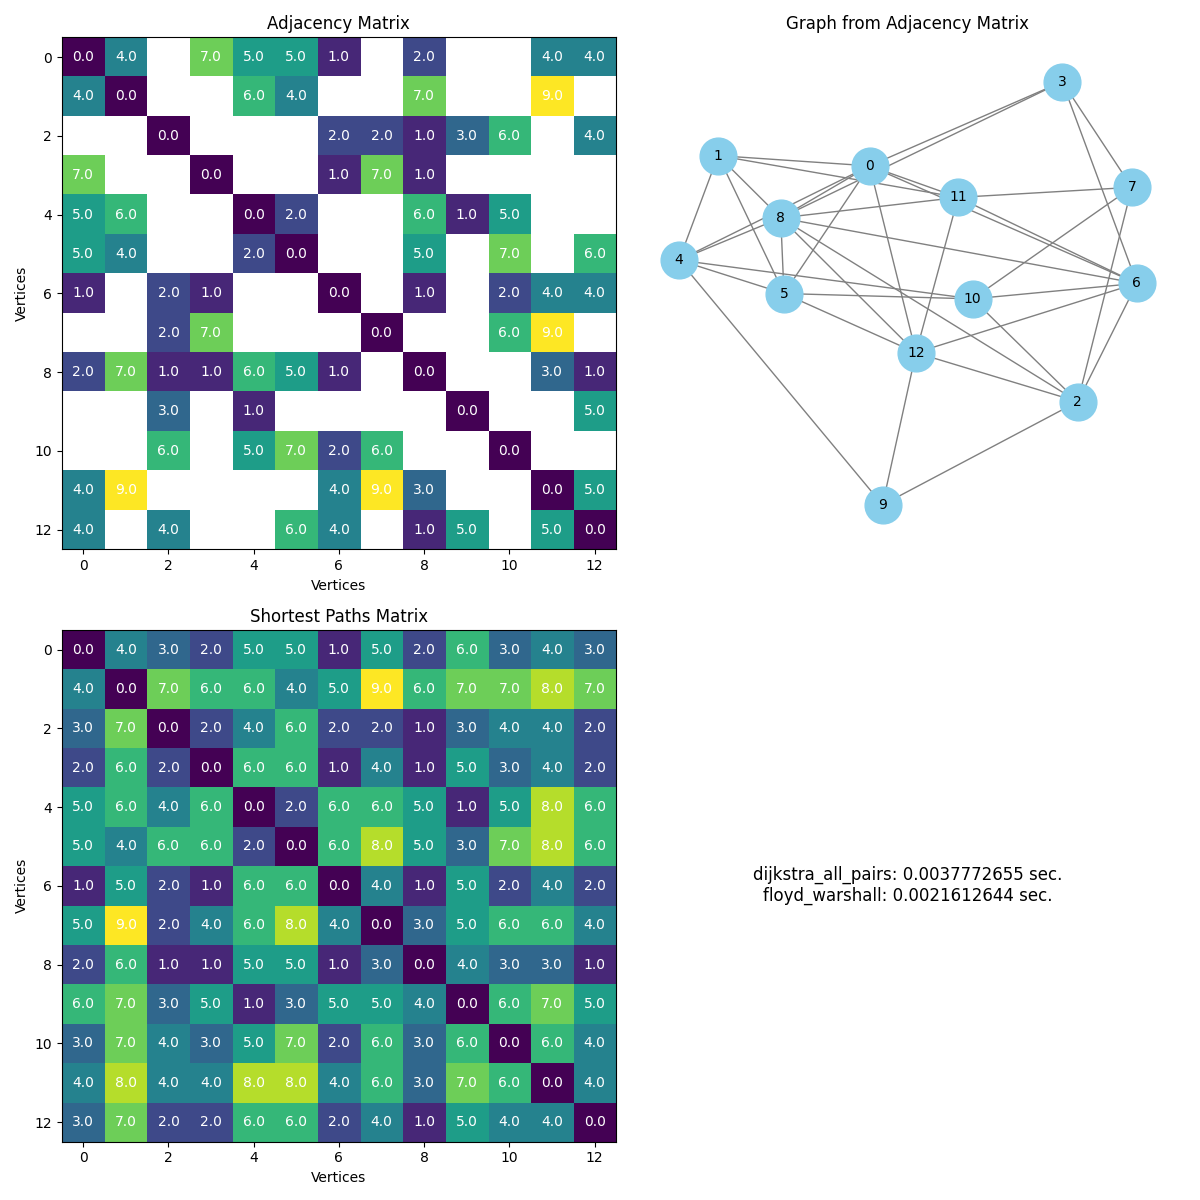 Adjacency Matrix
0 0.0 4.0 7.0 5.0 5.0 1.0 2.0 4.0 4.0
4.0 0.0 6.0 4.0 7.0 9.0
2 0.0 2.0 2.0 1.0 3.0 6.0 4.0
7.0 0.0 1.0 7.0 1.0
4 5.0 6.0 0.0 2.0 6.0 1.0 5.0
5.0 4.0 2.0 0.0 5.0 7.0 6.0
6 1.0 2.0 1.0 0.0 1.0 2.0 4.0 4.0
2.0 7.0 0.0 6.0 9.0
8 2.0 7.0 1.0 1.0 6.0 5.0 1.0 0.0 3.0 1.0
3.0 1.0 0.0 5.0
10 6.0 5.0 7.0 2.0 6.0 0.0
4.0 9.0 4.0 9.0 3.0 0.0 5.0
12 4.0 4.0 6.0 4.0 1.0 5.0 5.0 0.0
0 2 4 6 8 10 12
Vertices
Vertices
Graph from Adjacency Matrix
3
1
0
7
11
8
4
6
5
10
12
2
9
Shortest Paths Matrix
0 0.0 4.0 3.0 2.0 5.0 5.0 1.0 5.0 2.0 6.0 3.0 4.0 3.0
4.0 0.0 7.0 6.0 6.0 4.0 5.0 9.0 6.0 7.0 7.0 8.0 7.0
2 3.0 7.0 0.0 2.0 4.0 6.0 2.0 2.0 1.0 3.0 4.0 4.0 2.0
2.0 6.0 2.0 0.0 6.0 6.0 1.0 4.0 1.0 5.0 3.0 4.0 2.0
4 5.0 6.0 4.0 6.0 0.0 2.0 6.0 6.0 5.0 1.0 5.0 8.0 6.0
5.0 4.0 6.0 6.0 2.0 0.0 6.0 8.0 5.0 3.0 7.0 8.0 6.0
6 1.0 5.0 2.0 1.0 6.0 6.0 0.0 4.0 1.0 5.0 2.0 4.0 2.0
5.0 9.0 2.0 4.0 6.0 8.0 4.0 0.0 3.0 5.0 6.0 6.0 4.0
8 2.0 6.0 1.0 1.0 5.0 5.0 1.0 3.0 0.0 4.0 3.0 3.0 1.0
6.0 7.0 3.0 5.0 1.0 3.0 5.0 5.0 4.0 0.0 6.0 7.0 5.0
10 3.0 7.0 4.0 3.0 5.0 7.0 2.0 6.0 3.0 6.0 0.0 6.0 4.0
4.0 8.0 4.0 4.0 8.0 8.0 4.0 6.0 3.0 7.0 6.0 0.0 4.0
12 3.0 7.0 2.0 2.0 6.0 6.0 2.0 4.0 1.0 5.0 4.0 4.0 0.0
0 2 4 6 8 10 12
Vertices
Vertices
dijkstra_all_pairs: 0.0037772655 sec.
floyd_warshall: 0.0021612644 sec.